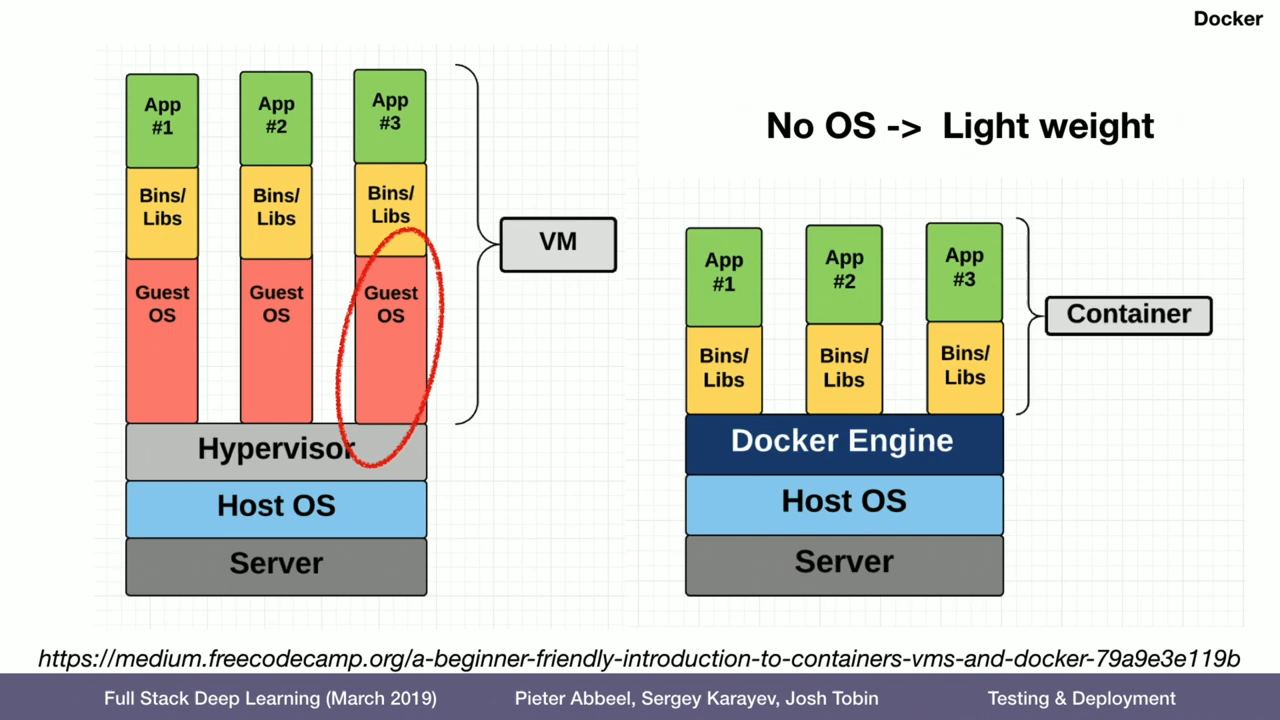 Docker
App
#1
App
#2
App
#3
Bins/
Libs
Bins/
Libs
Bins/
Libs
Guest
OS
Guest
OS
Guest
OS
VM
Hypervisor
Host OS
Server
No OS -> Light weight
App
#1
App
#2
App
#3
Bins/
Libs
Bins/
Libs
Bins/
Libs
Container
Docker Engine
Host OS
Server
https://medium.freecodecamp.org/a-beginner-friendly-introduction-to-containers-vms-and-docker-79a9e3e119b
Full Stack Deep Learning (March 2019)
Pieter Abbeel, Sergey Karayev, Josh Tobin
Testing & Deployment